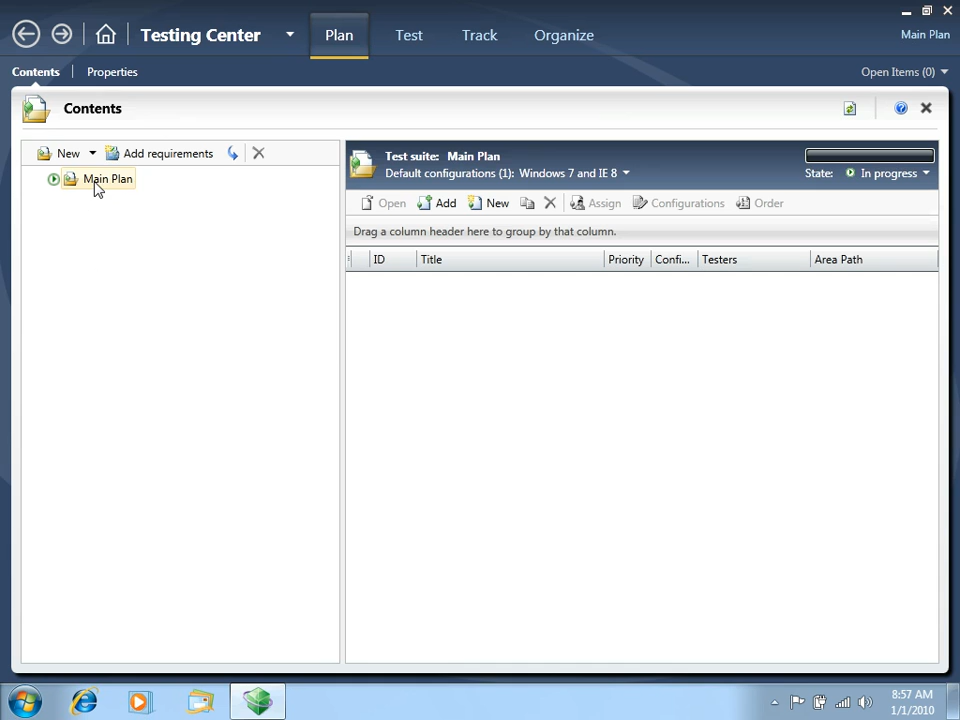 Testing Center
Plan
Test
Track
Organize
Main Plan
Contents
Properties
Open Items (0)
Contents
New
Add requirements
Main Plan
Test suite: Main Plan
Default configurations (1): Windows 7 and IE 8
State:
In progress
Open
Add
New
Assign
Configurations
Order
Drag a column header here to group by that column.
ID
Title
Priority
Confi...
Testers
Area Path
8:57 AM
1/1/2010